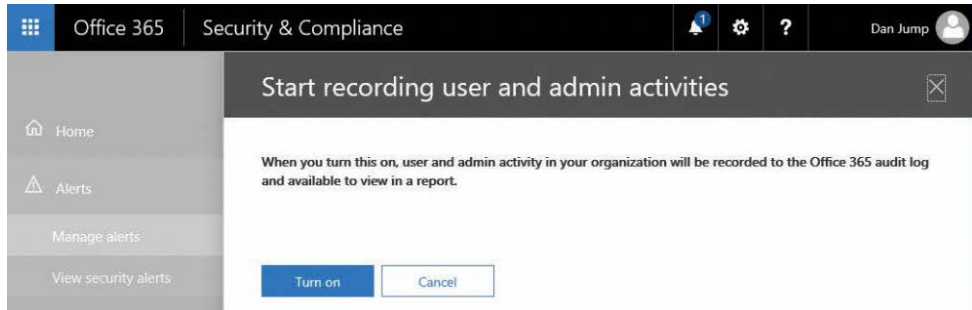 Office 365 Security & Compliance 1 ? Dan Jump
Start recording user and admin activities
Home
When you turn this on, user and admin activity in your organization will be recorded to the Office 365 audit log
and available to view in a report.
Alerts
Manage alerts
View security alerts
Turn on Cancel